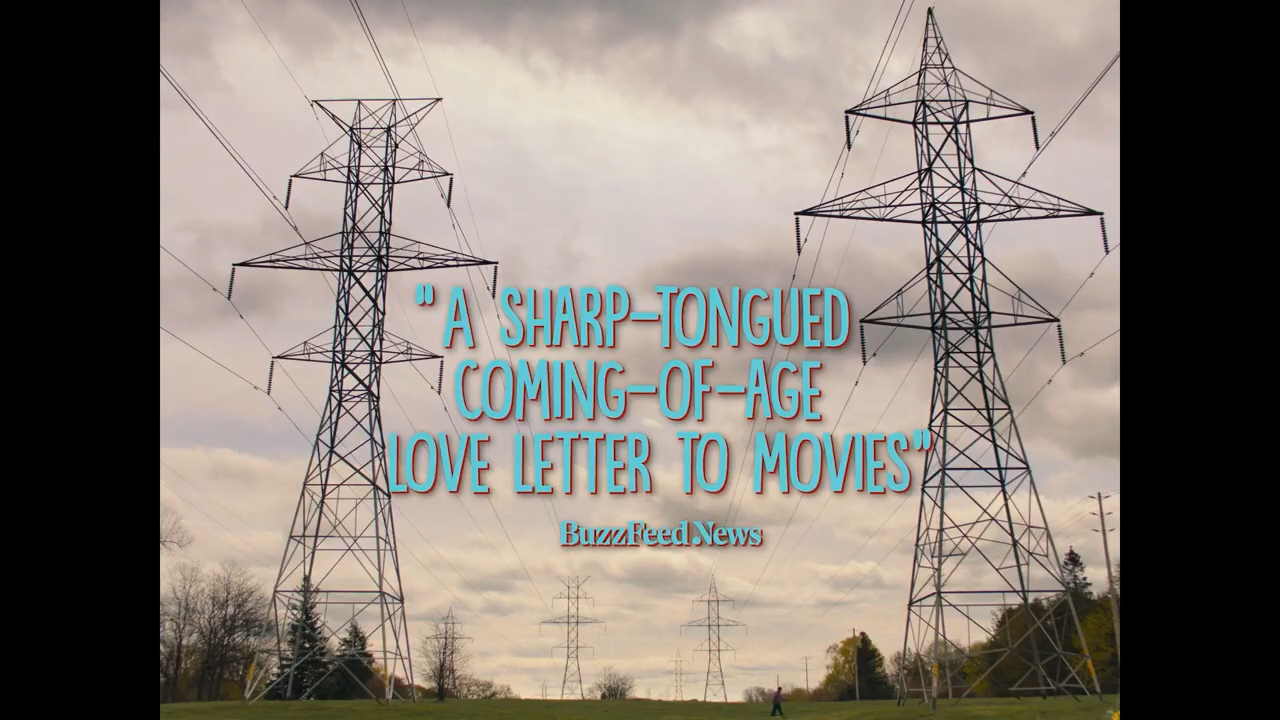 "A SHARP-TONGUED
COMING-OF-AGE
LOVE LETTER TO MOVIES"
BuzzFeed.News